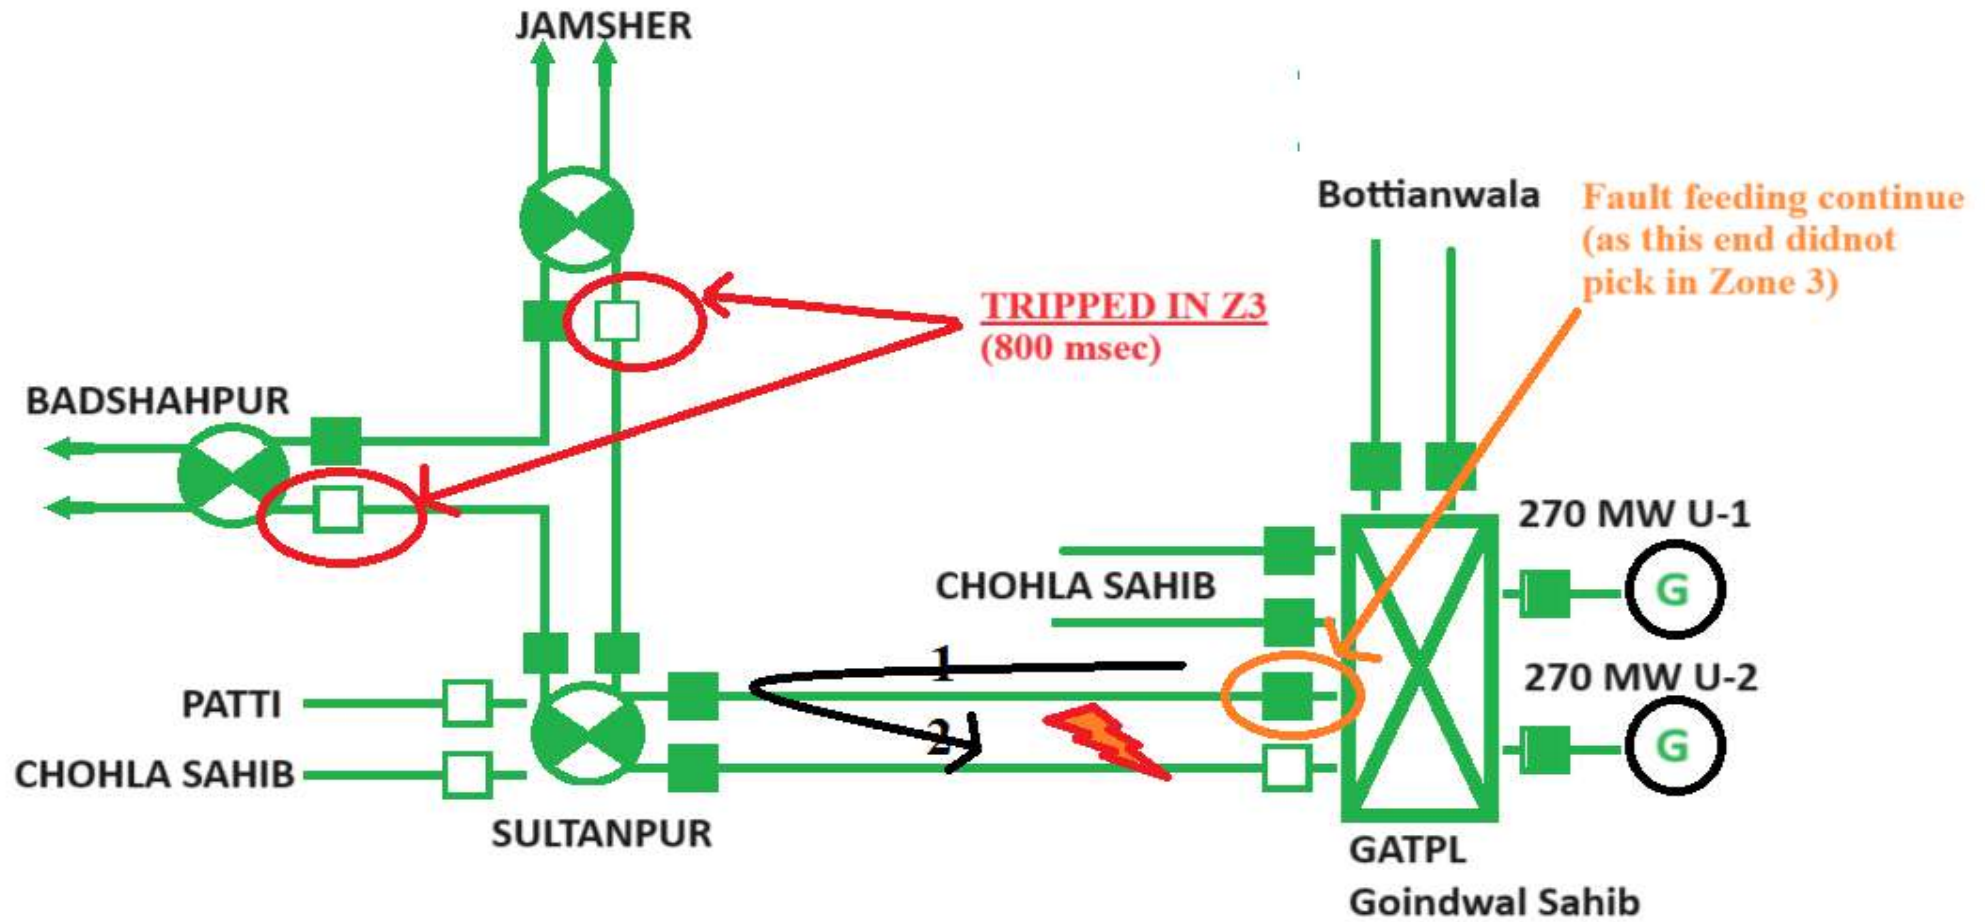 JAMSHER
Bottianwala
Fault feeding continue
(as this end didnot
pick in Zone 3)
TRIPPED IN Z3
(800 msec)
BADSHAHPUR
270 MW U-1
G
CHOHLA SAHIB
1
270 MW U-2
PATTI
2
G
CHOHLA SAHIB
SULTANPUR
GATPL
Goindwal Sahib